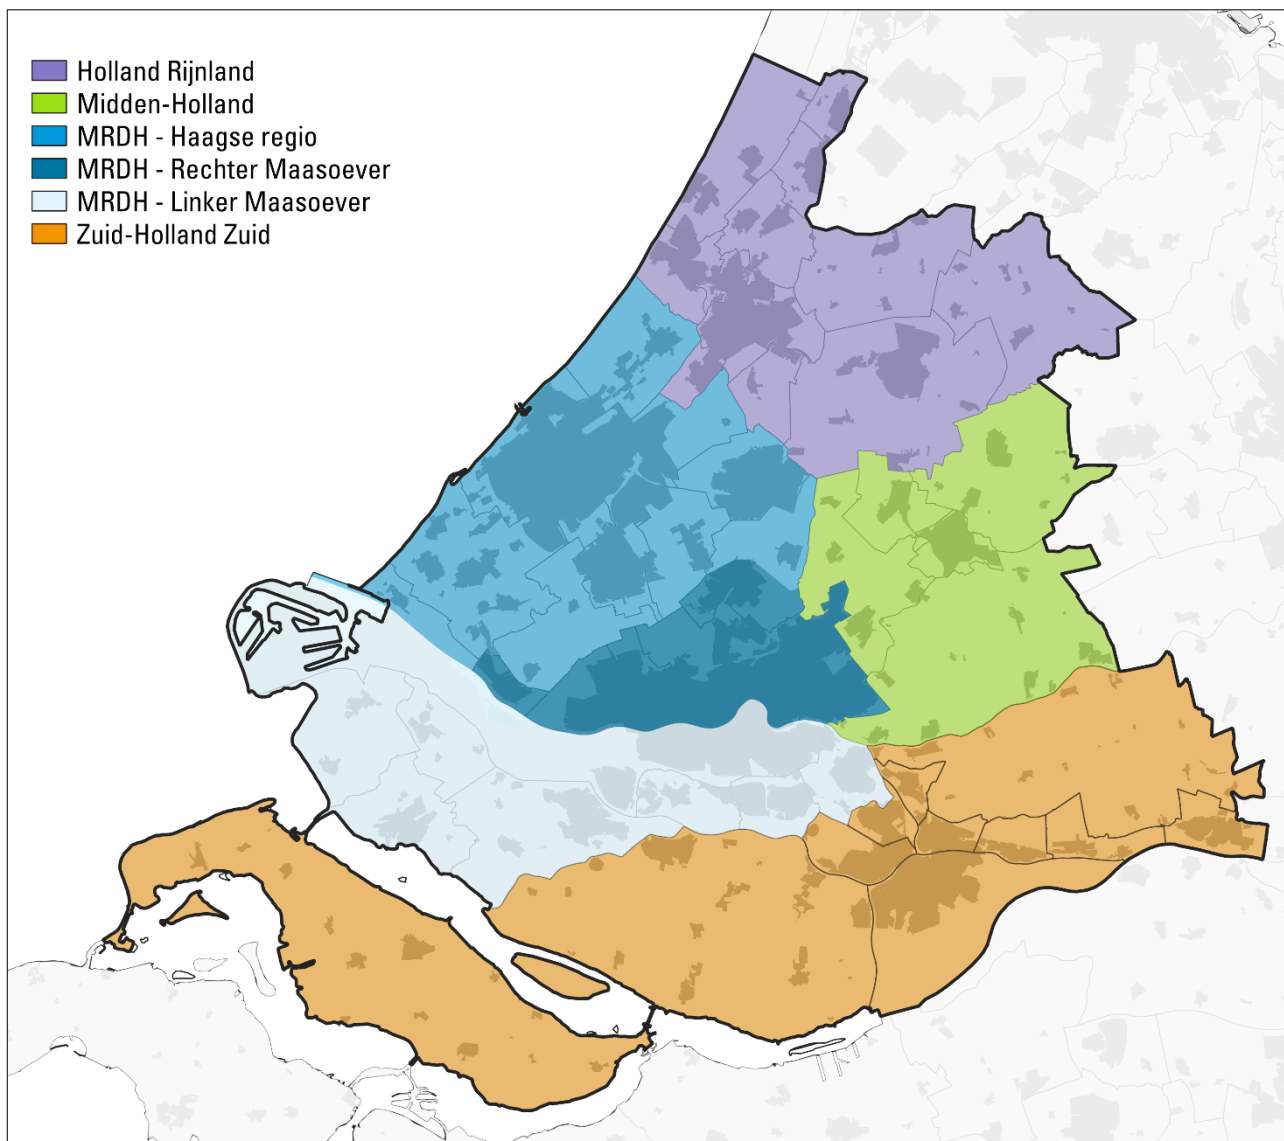 Holland Rijnland
Midden-Holland
MRDH - Haagse regio
MRDH - Rechter Maasoever
MRDH - Linker Maasoever
Zuid-Holland Zuid